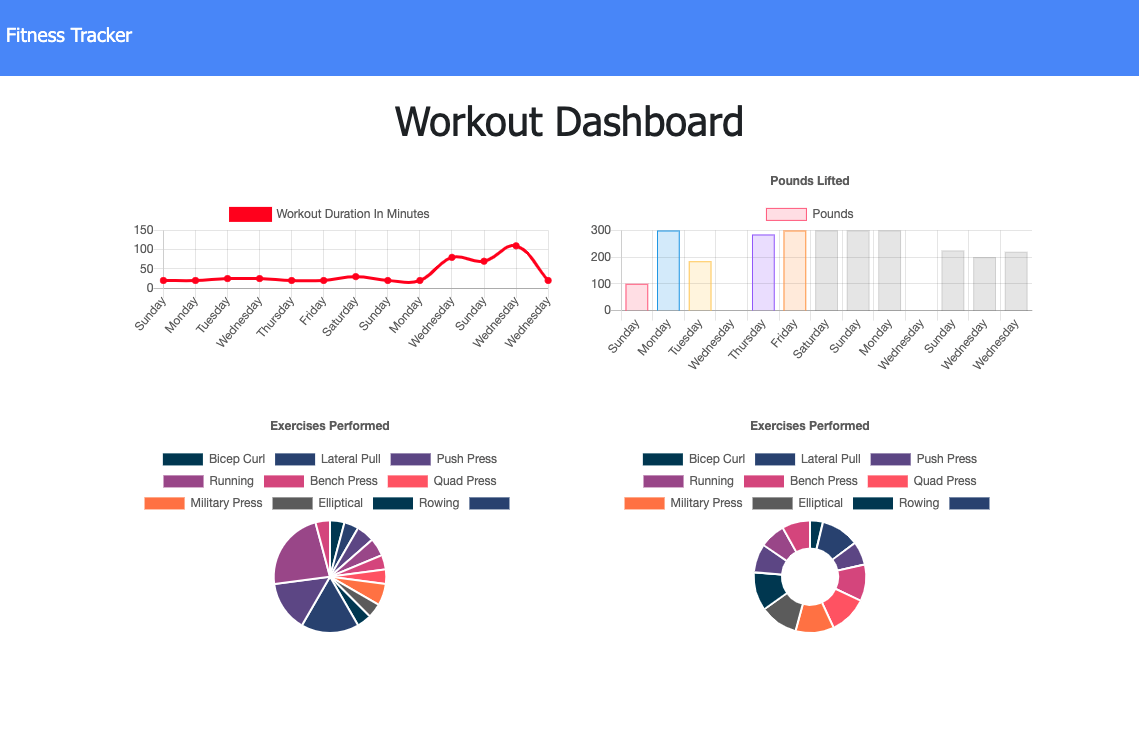 Fitness Tracker
Workout Dashboard
Workout Duration In Minutes
150
100
50
0
Sunday Monday Tuesday Wednesday Thursday Friday Saturday Sunday Monday Wednesday Sunday Wednesday Wednesday
Pounds Lifted
Pounds
300
200
100
0
Sunday Monday Tuesday Wednesday Thursday Friday Saturday Sunday Monday Wednesday Sunday Wednesday Wednesday
Exercises Performed
Bicep Curl Lateral Pull Push Press
Running Bench Press Quad Press
Military Press Elliptical Rowing
Exercises Performed
Bicep Curl Lateral Pull Push Press
Running Bench Press Quad Press
Military Press Elliptical Rowing